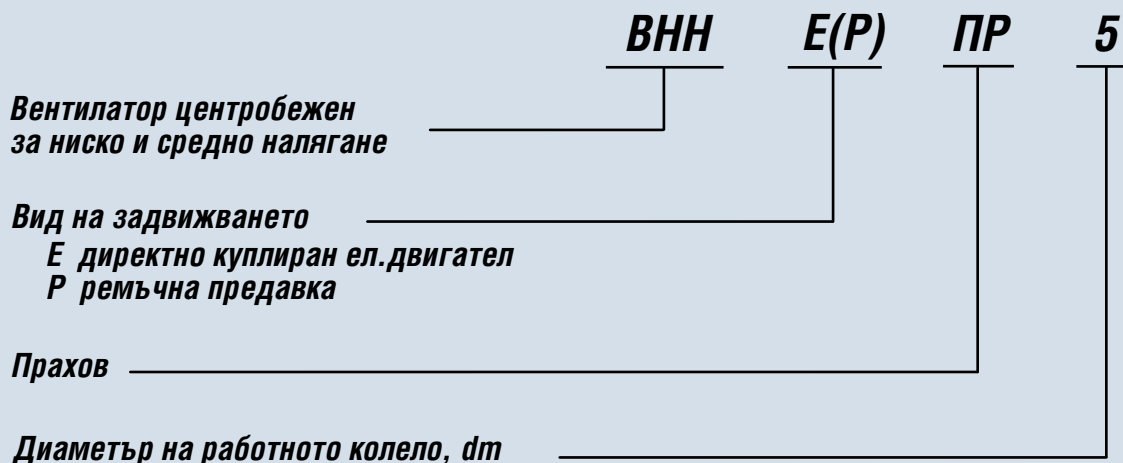 ВНН Е(Р) ПР 5
Вентилатор центробежен
за ниско и средно налягане
Вид на задвижването
Е директно куплиран ел.двигател
Р ремъчна предавка
Прахов
Диаметър на работното колело, dm